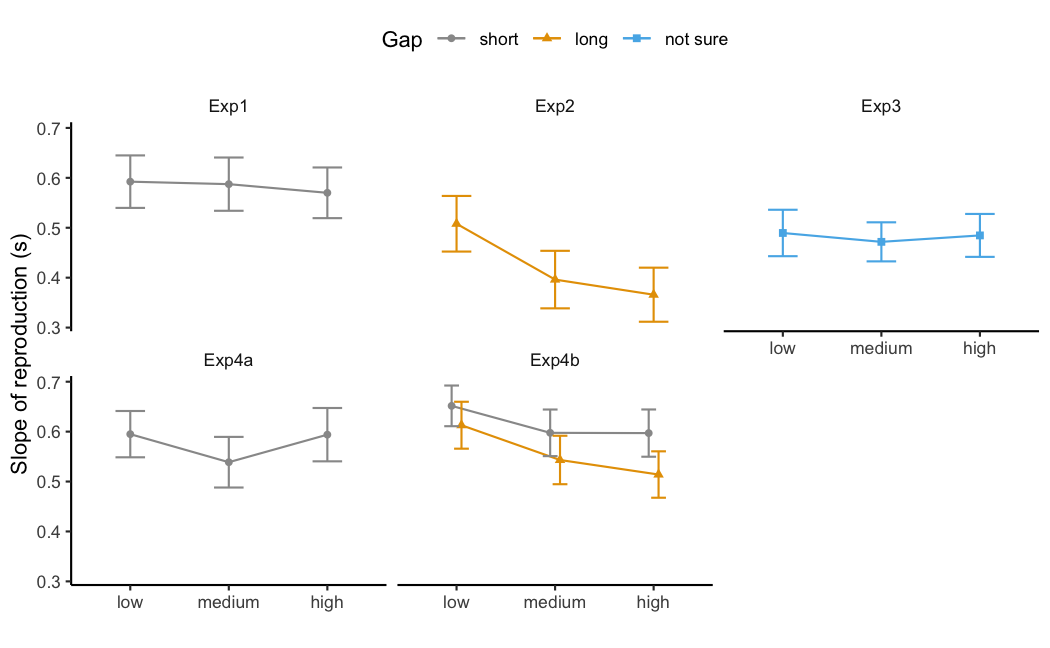 Gap short long not sure
Exp1 Exp2 Exp3
0.7
0.6
0.5
0.4
0.3
low medium high
Slope of reproduction (s)
Exp4a Exp4b
0.7
0.6
0.5
0.4
0.3
low medium high low medium high